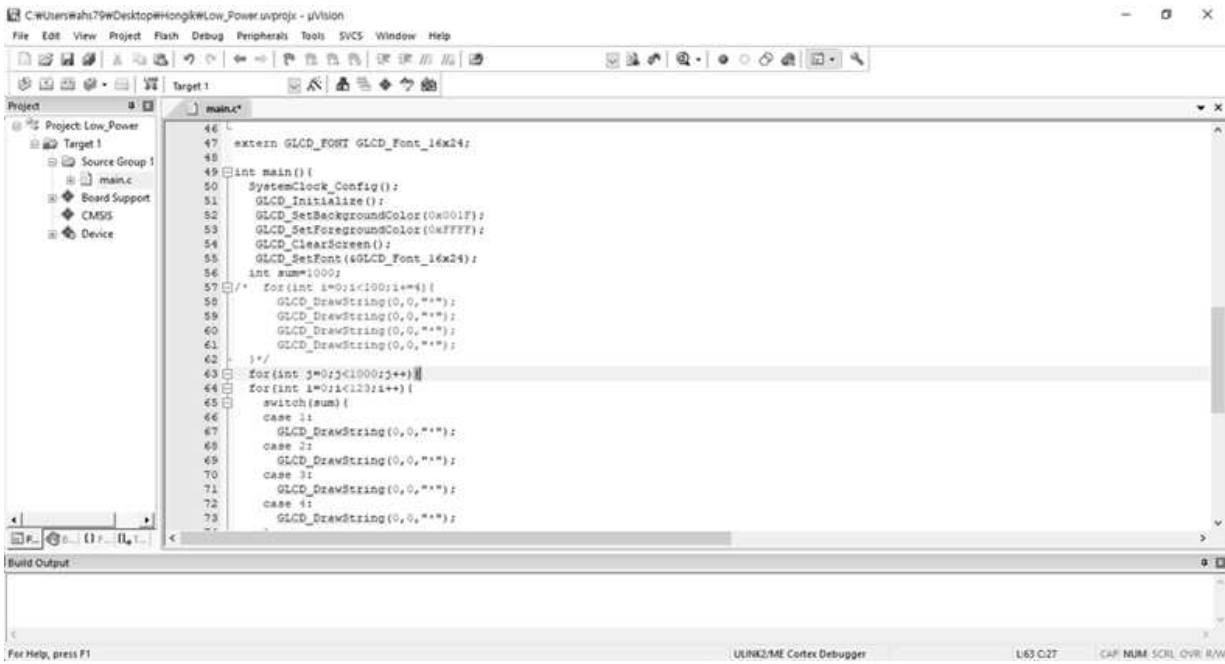 C:₩Users₩ahs79₩Desktop₩Hongik₩Low_Power.uvprojx - µVision
File Edit View Project Flash Debug Peripherals Tools SVCS Window Help
Target 1
Project
main.c*
Project: Low_Power
Target 1
Source Group 1
main.c
Board Support
CMSIS
Device
46
47 extern GLCD_FONT GLCD_Font_16x24;
48
49 int main(){
50 SystemClock_Config();
51 GLCD_Initialize();
52 GLCD_SetBackgroundColor(0x001F);
53 GLCD_SetForegroundColor(0xFFFF);
54 GLCD_ClearScreen();
55 GLCD_SetFont(&GLCD_Font_16x24);
56 int sum=1000;
57 /* for(int i=0;i<100;i+=4){
58 GLCD_DrawString(0,0,"*");
59 GLCD_DrawString(0,0,"*");
60 GLCD_DrawString(0,0,"*");
61 GLCD_DrawString(0,0,"*");
62 }*/
63 for(int j=0;j<1000;j++){
64 for(int i=0;i<123;i++){
65 switch(sum){
66 case 1:
67 GLCD_DrawString(0,0,"*");
68 case 2:
69 GLCD_DrawString(0,0,"*");
70 case 3:
71 GLCD_DrawString(0,0,"*");
72 case 4:
73 GLCD_DrawString(0,0,"*");
Build Output
For Help, press F1
ULINK2/ME Cortex Debugger
L:63 C:27
CAP NUM SCRL OVR R/W